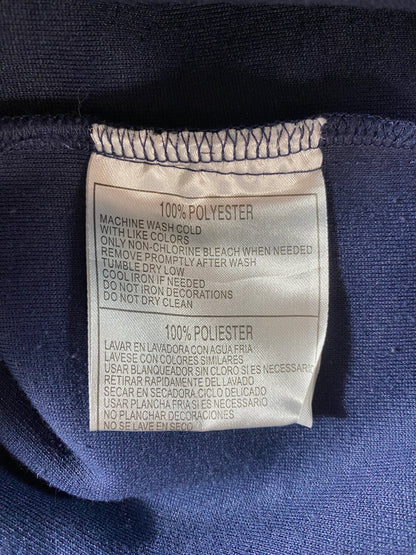 100% POLYESTER
MACHINE WASH COLD
WITH LIKE COLORS
ONLY NON-CHLORINE BLEACH WHEN NEEDED
REMOVE PROMPTLY AFTER WASH
TUMBLE DRY LOW
COOL IRON IF NEEDED
DO NOT IRON DECORATIONS
DO NOT DRY CLEAN
100% POLIESTER
LAVAR EN LAVADORA CON AGUA FRIA
LAVESE CON DOLORES SIMILARES
USAR BLANQUEADOR SIN CLORO SI ES NECESARIO
RETIRAR RAPIDAMENTE DEL LAVADO
SECAR EN SECADORA CICLO DELICADO
USAR PLANCHA FRIA SI ES NECESARIO
NO PLANCHAR DECORACIONES
NO SE LAVE EN SECO